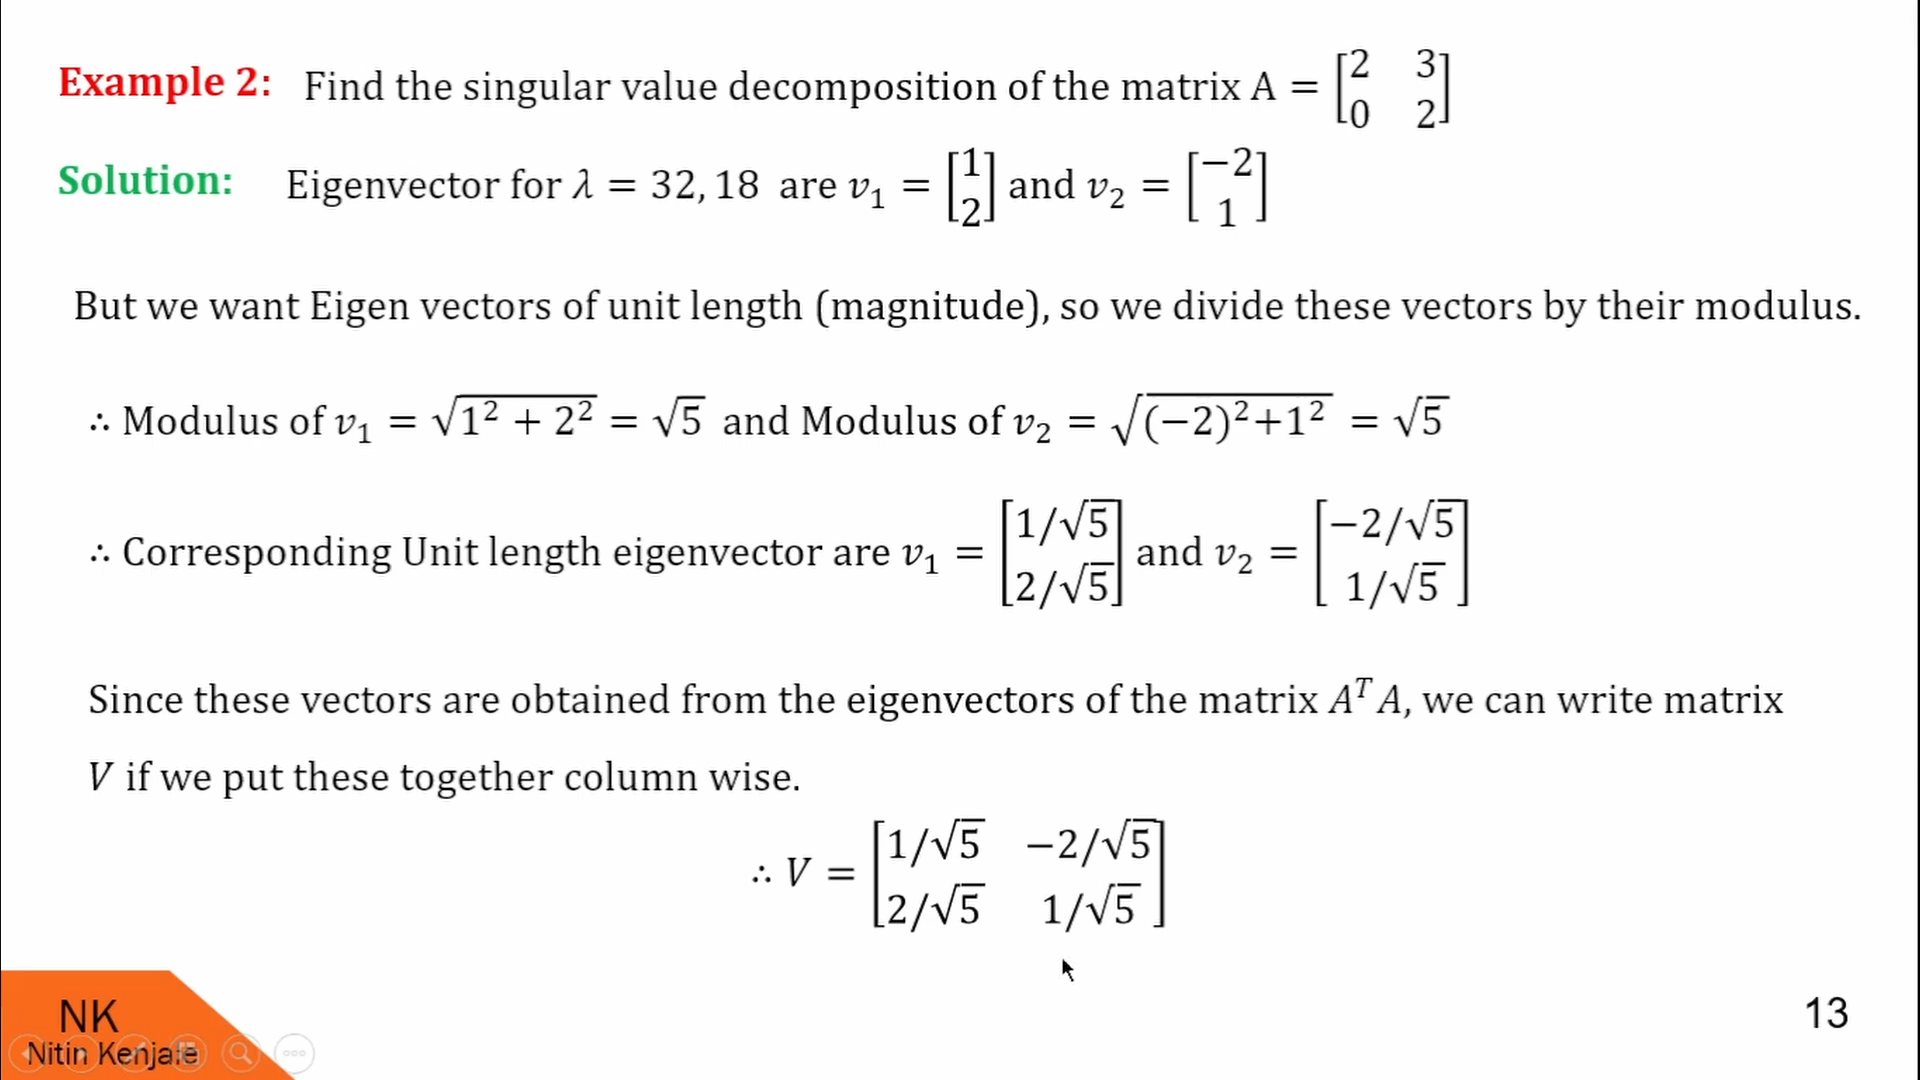 Example 2: Find the singular value decomposition of the matrix A = [2 3; 0 2]
Solution: Eigenvector for λ = 32, 18 are v₁ = [1; 2] and v₂ = [−2; 1]
But we want Eigen vectors of unit length (magnitude), so we divide these vectors by their modulus.
∴ Modulus of v₁ = √(1² + 2²) = √5 and Modulus of v₂ = √((−2)²+1²) = √5
∴ Corresponding Unit length eigenvector are v₁ = [1/√5; 2/√5] and v₂ = [−2/√5; 1/√5]
Since these vectors are obtained from the eigenvectors of the matrix AᵀA, we can write matrix
V if we put these together column wise.
∴ V = [1/√5 −2/√5; 2/√5 1/√5]
NK
Nitin Kenjale
13